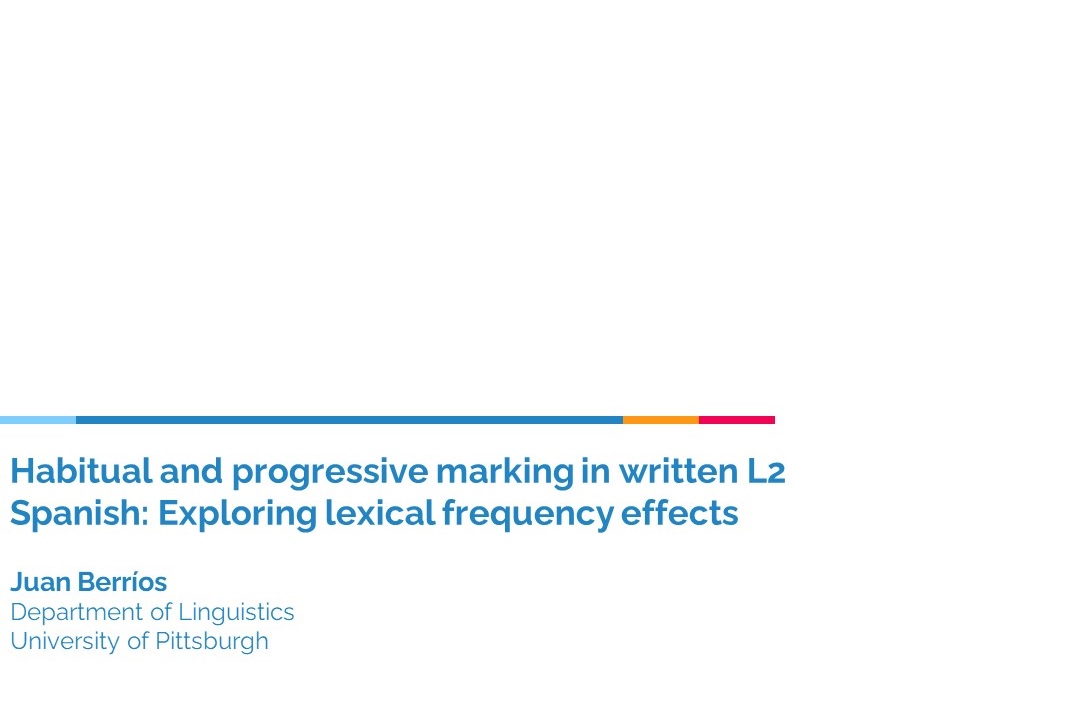 Habitual and progressive marking in written L2
Spanish: Exploring lexical frequency effects
Juan Berríos
Department of Linguistics
University of Pittsburgh